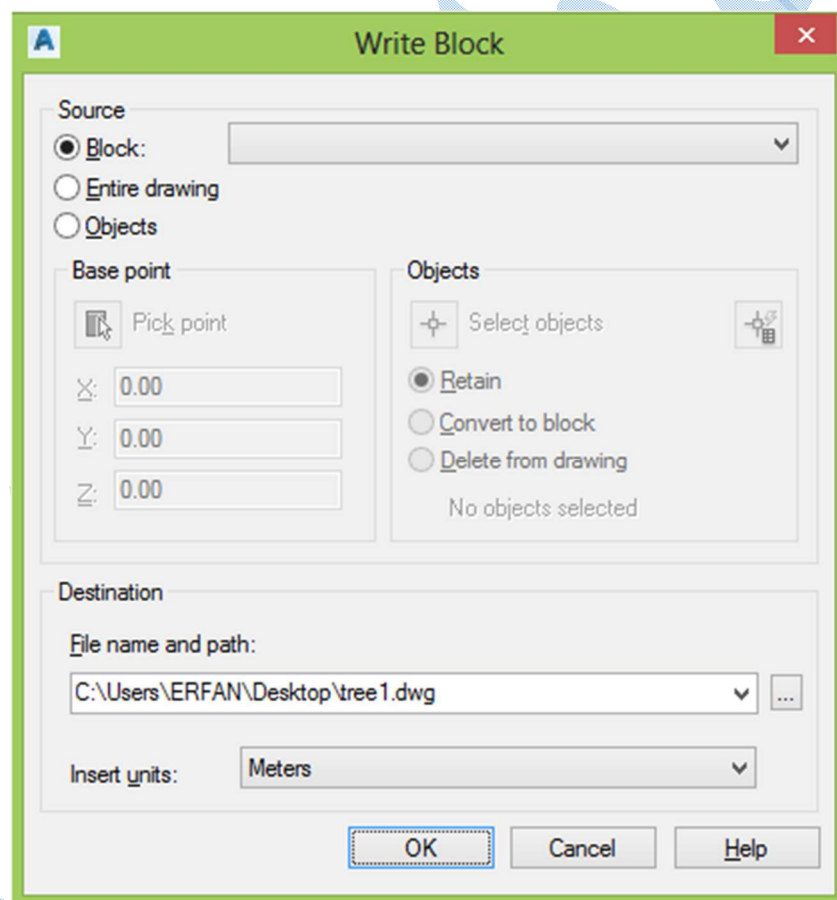 Write Block
Source
Block:
Entire drawing
Objects
Base point
Pick point
X: 0.00
Y: 0.00
Z: 0.00
Objects
Select objects
Retain
Convert to block
Delete from drawing
No objects selected
Destination
File name and path:
C:\Users\ERFAN\Desktop\tree1.dwg
...
Insert units: Meters
OK Cancel Help